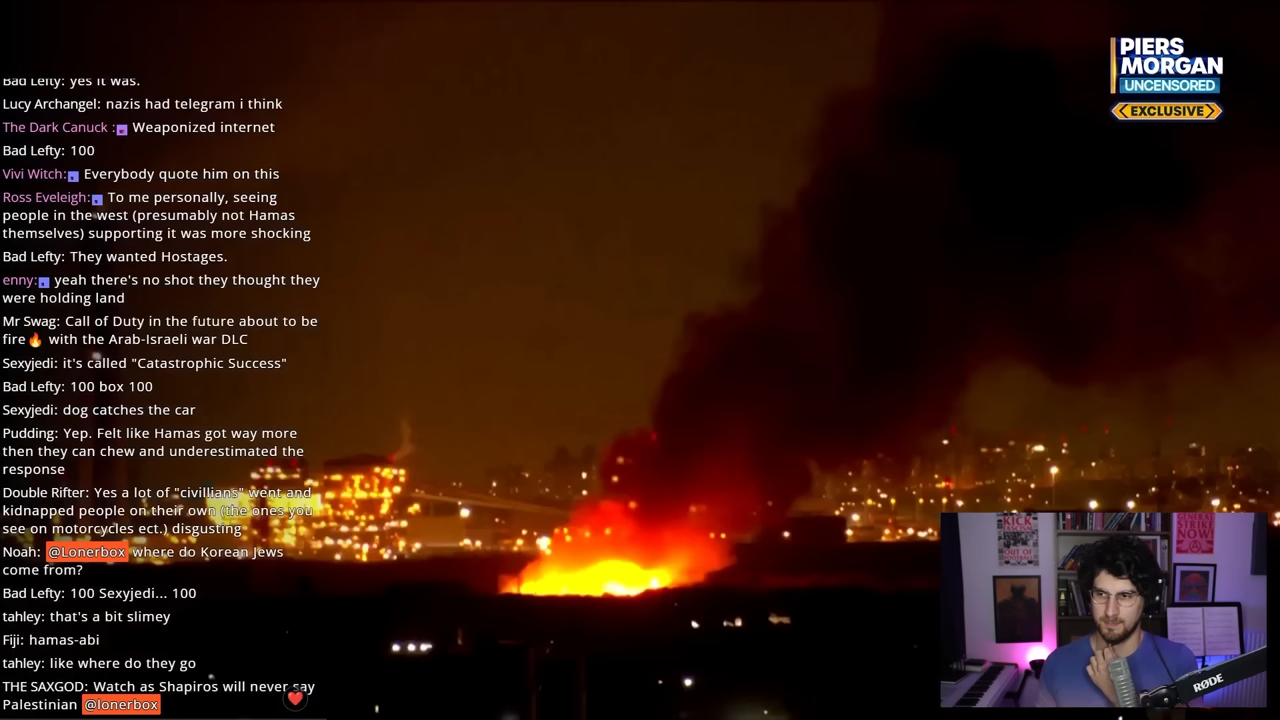 Bad Lefty: yes it was.
Lucy Archangel: nazis had telegram i think
The Dark Canuck : Weaponized internet
Bad Lefty: 100
Vivi Witch: Everybody quote him on this
Ross Eveleigh: To me personally, seeing
people in the west (presumably not Hamas
themselves) supporting it was more shocking
Bad Lefty: They wanted Hostages.
enny: yeah there's no shot they thought they
were holding land
Mr Swag: Call of Duty in the future about to be
fire🔥 with the Arab-Israeli war DLC
Sexyjedi: it's called "Catastrophic Success"
Bad Lefty: 100 box 100
Sexyjedi: dog catches the car
Pudding: Yep. Felt like Hamas got way more
then they can chew and underestimated the
response
Double Rifter: Yes a lot of "civillians" went and
kidnapped people on their own (the ones you
see on motorcycles ect.) disgusting
Noah: @Lonerbox where do Korean Jews
come from?
Bad Lefty: 100 Sexyjedi... 100
tahley: that's a bit slimey
Fiji: hamas-abi
tahley: like where do they go
THE SAXGOD: Watch as Shapiros will never say
Palestinian @lonerbox
PIERS
MORGAN
UNCENSORED
EXCLUSIVE
KICK
OUT OF
FOOTBALL
GENERAL
STRIKE
NOW!
RØDE